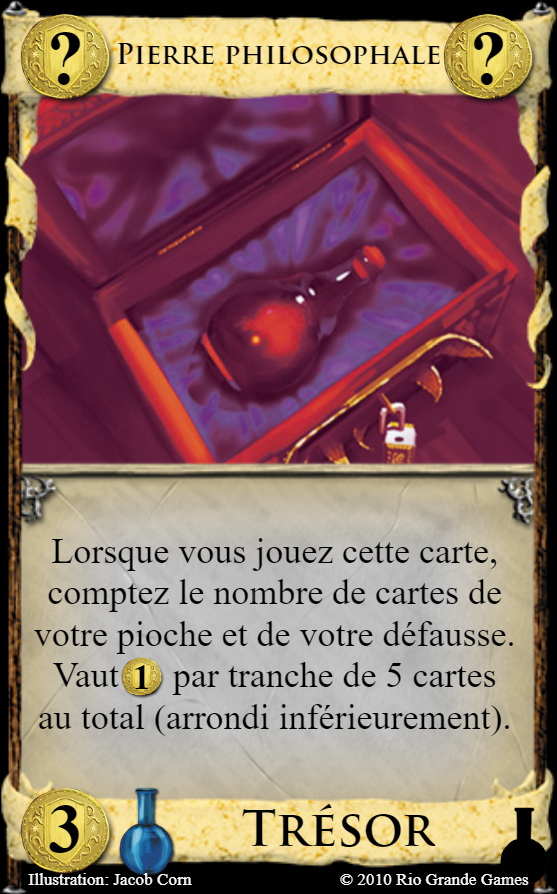 ? Pierre philosophale ?
Lorsque vous jouez cette carte,
comptez le nombre de cartes de
votre pioche et de votre défausse.
Vaut 1 par tranche de 5 cartes
au total (arrondi inférieurement).
3 Trésor
Illustration: Jacob Corn © 2010 Rio Grande Games